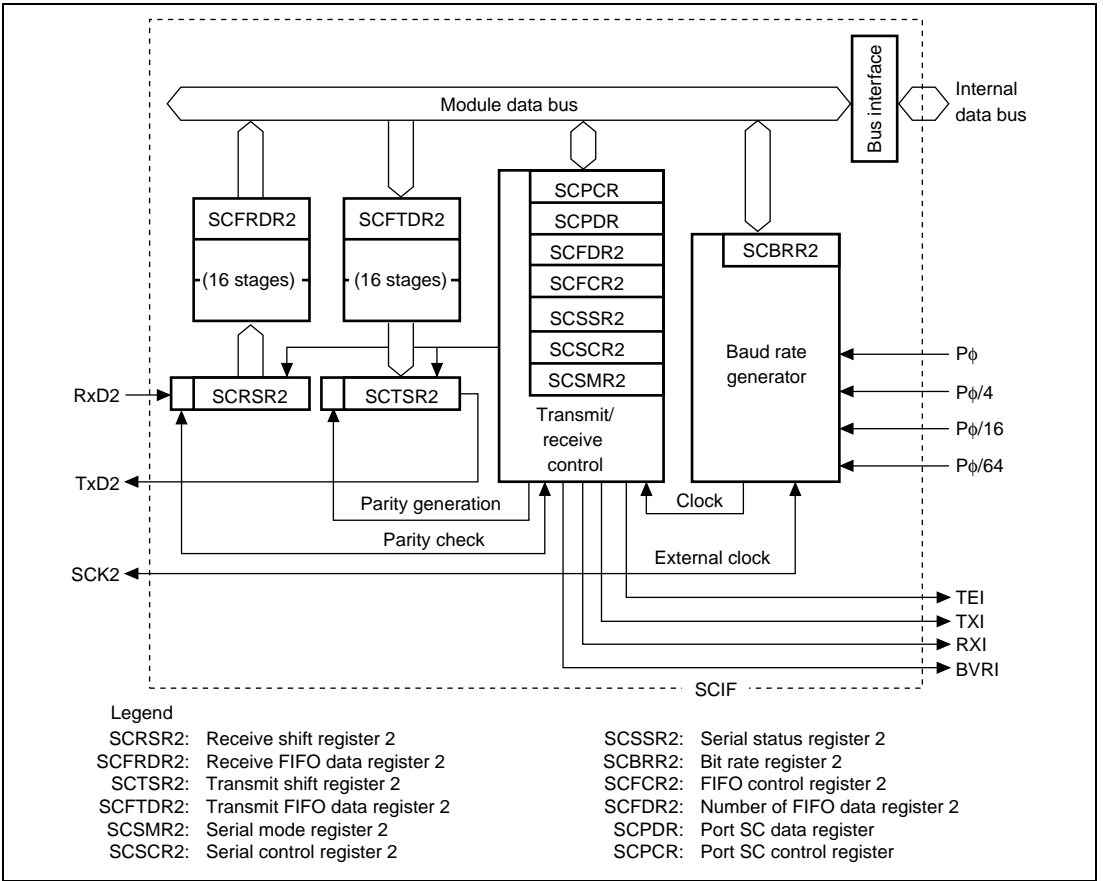 Module data bus
Bus interface
Internal
data bus
SCFRDR2
(16 stages)
SCFTDR2
(16 stages)
SCPCR
SCPDR
SCFDR2
SCFCR2
SCSSR2
SCSCR2
SCSMR2
Transmit/
receive
control
SCBRR2
Baud rate
generator
Pϕ
Pϕ/4
Pϕ/16
Pϕ/64
RxD2
SCRSR2
SCTSR2
TxD2
Parity generation
Clock
Parity check
External clock
SCK2
TEI
TXI
RXI
BVRI
SCIF
Legend
SCRSR2: Receive shift register 2
SCFRDR2: Receive FIFO data register 2
SCTSR2: Transmit shift register 2
SCFTDR2: Transmit FIFO data register 2
SCSMR2: Serial mode register 2
SCSCR2: Serial control register 2
SCSSR2: Serial status register 2
SCBRR2: Bit rate register 2
SCFCR2: FIFO control register 2
SCFDR2: Number of FIFO data register 2
SCPDR: Port SC data register
SCPCR: Port SC control register